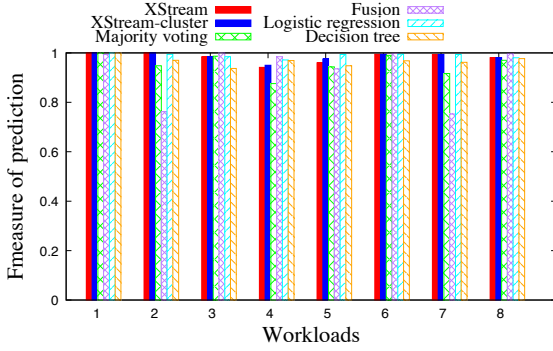 XStream
XStream-cluster
Majority voting
Fusion
Logistic regression
Decision tree
Fmeasure of prediction
1
0.8
0.6
0.4
0.2
0
1 2 3 4 5 6 7 8
Workloads